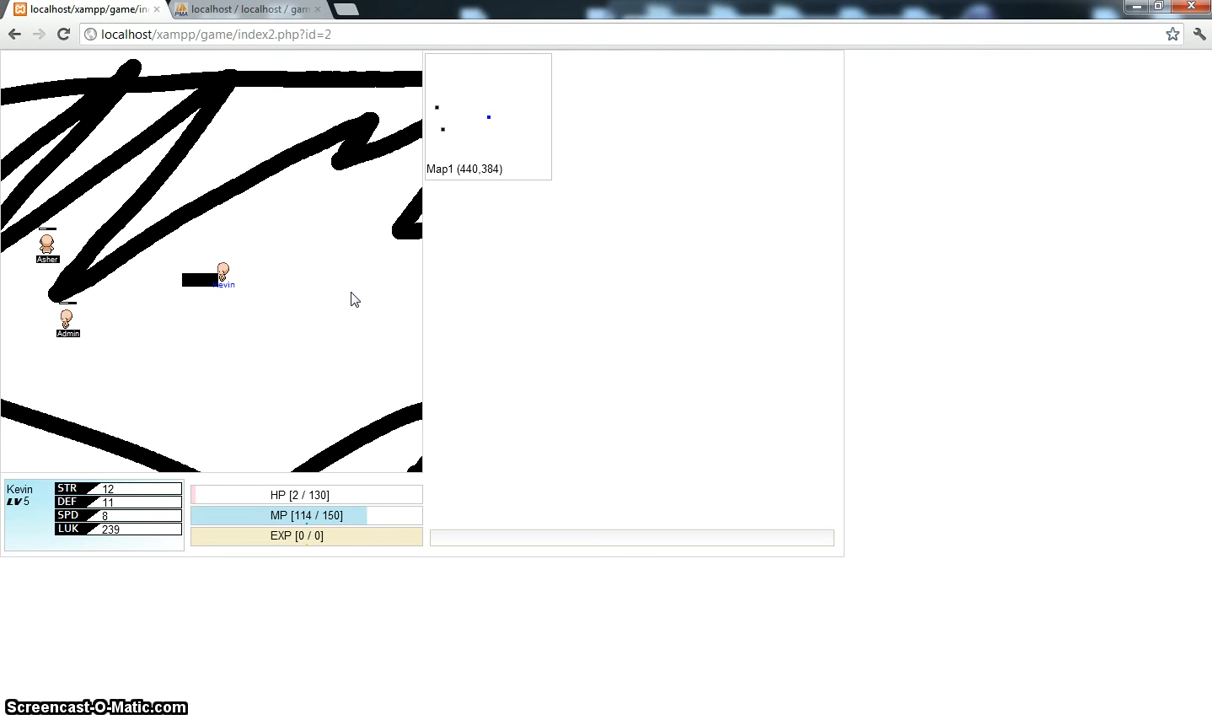 localhost/xampp/game/in
localhost / localhost / gam
localhost/xampp/game/index2.php?id=2
Map1 (440,384)
Asher
Kevin
Admin
Kevin
LV5
STR 12
DEF 11
SPD 8
LUK 239
HP [2 / 130]
MP [114 / 150]
EXP [0 / 0]
Screencast-O-Matic.com